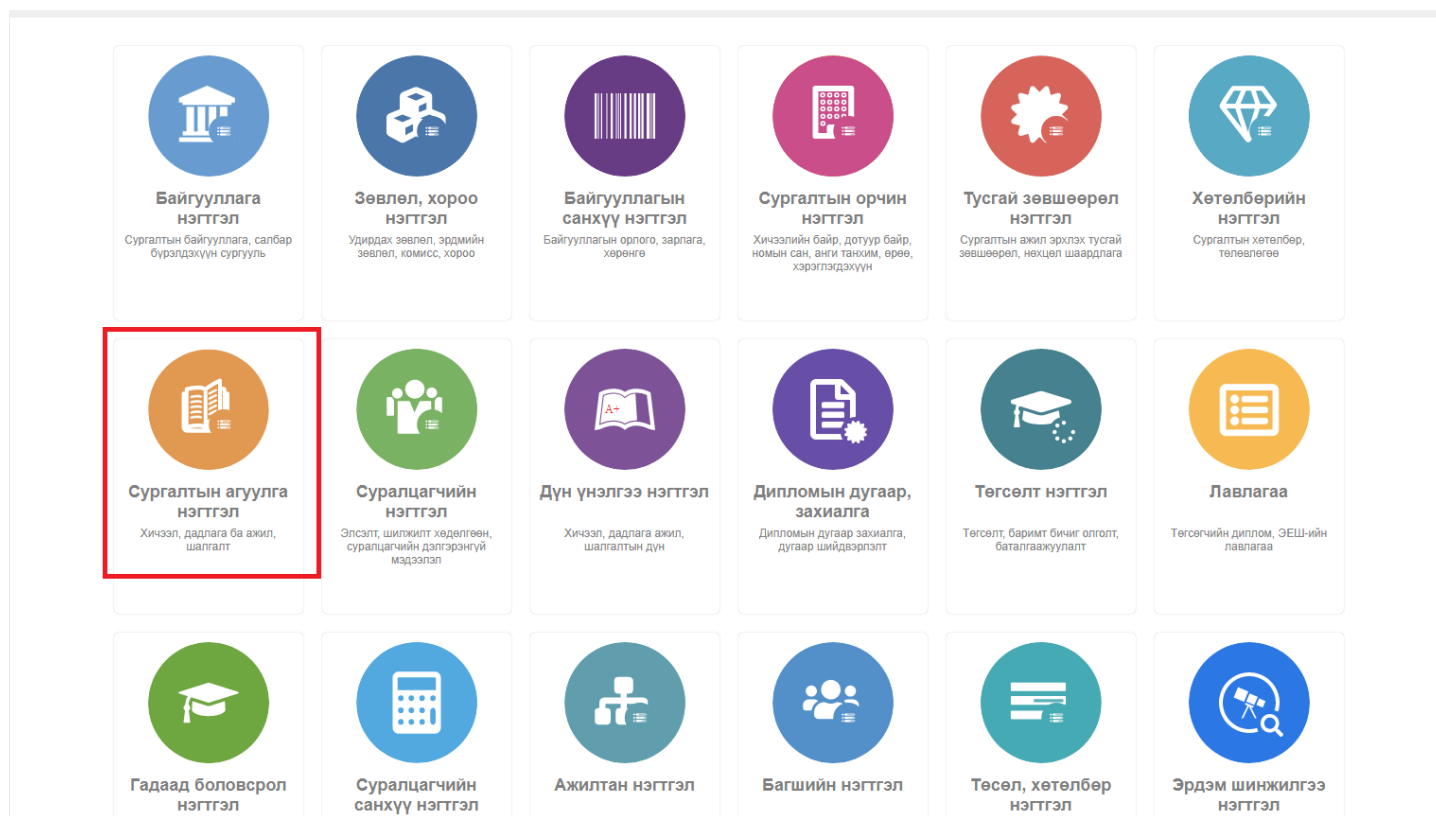 Байгууллага
нэгтгэл
Сургалтын байгууллага, салбар
бүрэлдэхүүн сургууль
Зөвлөл, хороо
нэгтгэл
Удирдах зөвлөл, эрдмийн
зөвлөл, комисс, хороо
Байгууллагын
санхүү нэгтгэл
Байгууллагын орлого, зарлага,
хөрөнгө
Сургалтын орчин
нэгтгэл
Хичээлийн байр, дотуур байр,
номын сан, анги танхим, өрөө,
хэрэглэгдэхүүн
Тусгай зөвшөөрөл
нэгтгэл
Сургалтын ажил эрхлэх тусгай
зөвшөөрөл, нөхцөл шаардлага
Хөтөлбөрийн
нэгтгэл
Сургалтын хөтөлбөр,
төлөвлөгөө
Сургалтын агуулга
нэгтгэл
Хичээл, дадлага ба ажил,
шалгалт
Суралцагчийн
нэгтгэл
Элсэлт, шилжилт хөдөлгөөн,
суралцагчийн дэлгэрэнгүй
мэдээлэл
A+
Дүн үнэлгээ нэгтгэл
Хичээл, дадлага ажил,
шалгалтын дүн
Дипломын дугаар,
захиалга
Дипломын дугаар захиалга,
дугаар шийдвэрлэлт
Төгсөлт нэгтгэл
Төгсөлт, баримт бичиг олголт,
баталгаажуулалт
Лавлагаа
Төгсөгчийн диплом, ЭЕШ-ийн
лавлагаа
Гадаад боловсрол
нэгтгэл
Суралцагчийн
санхүү нэгтгэл
Ажилтан нэгтгэл
Багшийн нэгтгэл
Төсөл, хөтөлбөр
нэгтгэл
Эрдэм шинжилгээ
нэгтгэл